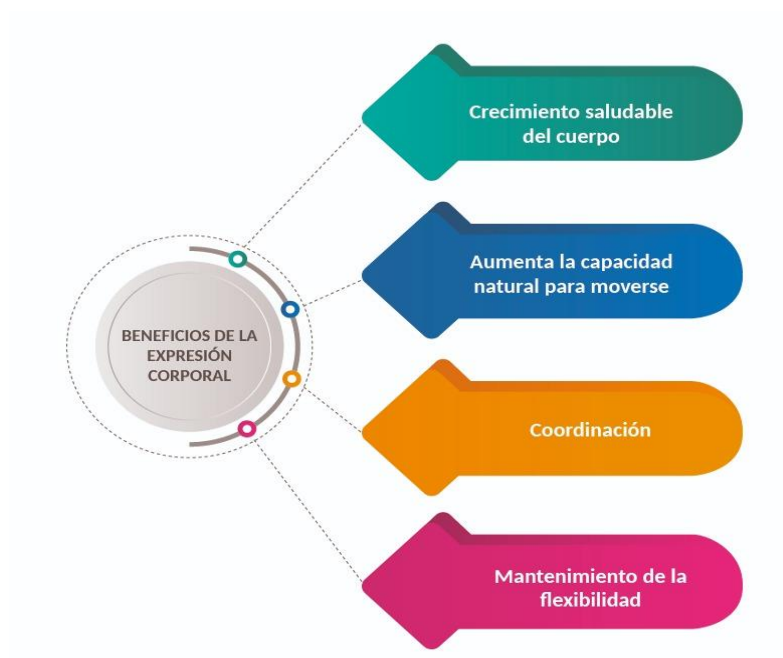 BENEFICIOS DE LA
EXPRESIÓN
CORPORAL
Crecimiento saludable
del cuerpo
Aumenta la capacidad
natural para moverse
Coordinación
Mantenimiento de la
flexibilidad